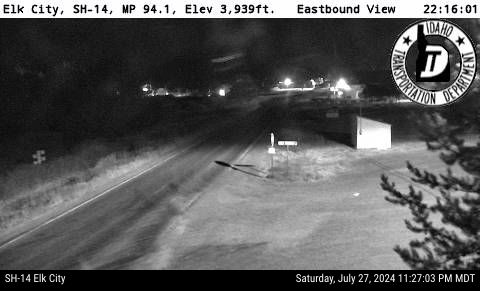 Elk City, SH-14, MP 94.1, Elev 3,939ft. Eastbound View 22:16:01
IDAHO
TRANSPORTATION DEPARTMENT
SH-14 Elk City
Saturday, July 27, 2024 11:27:03 PM MDT